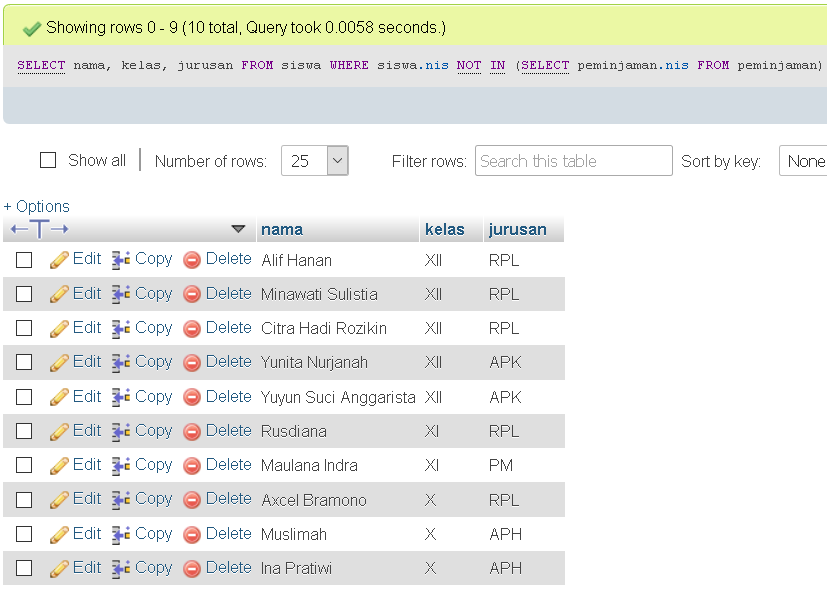 Showing rows 0 - 9 (10 total, Query took 0.0058 seconds.)
SELECT nama, kelas, jurusan FROM siswa WHERE siswa.nis NOT IN (SELECT peminjaman.nis FROM peminjaman)
Show all Number of rows: 25 Filter rows: Search this table Sort by key: None
+ Options
←T→ nama kelas jurusan
Edit Copy Delete Alif Hanan XII RPL
Edit Copy Delete Minawati Sulistia XII RPL
Edit Copy Delete Citra Hadi Rozikin XII RPL
Edit Copy Delete Yunita Nurjanah XII APK
Edit Copy Delete Yuyun Suci Anggarista XII APK
Edit Copy Delete Rusdiana XI RPL
Edit Copy Delete Maulana Indra XI PM
Edit Copy Delete Axcel Bramono X RPL
Edit Copy Delete Muslimah X APH
Edit Copy Delete Ina Pratiwi X APH